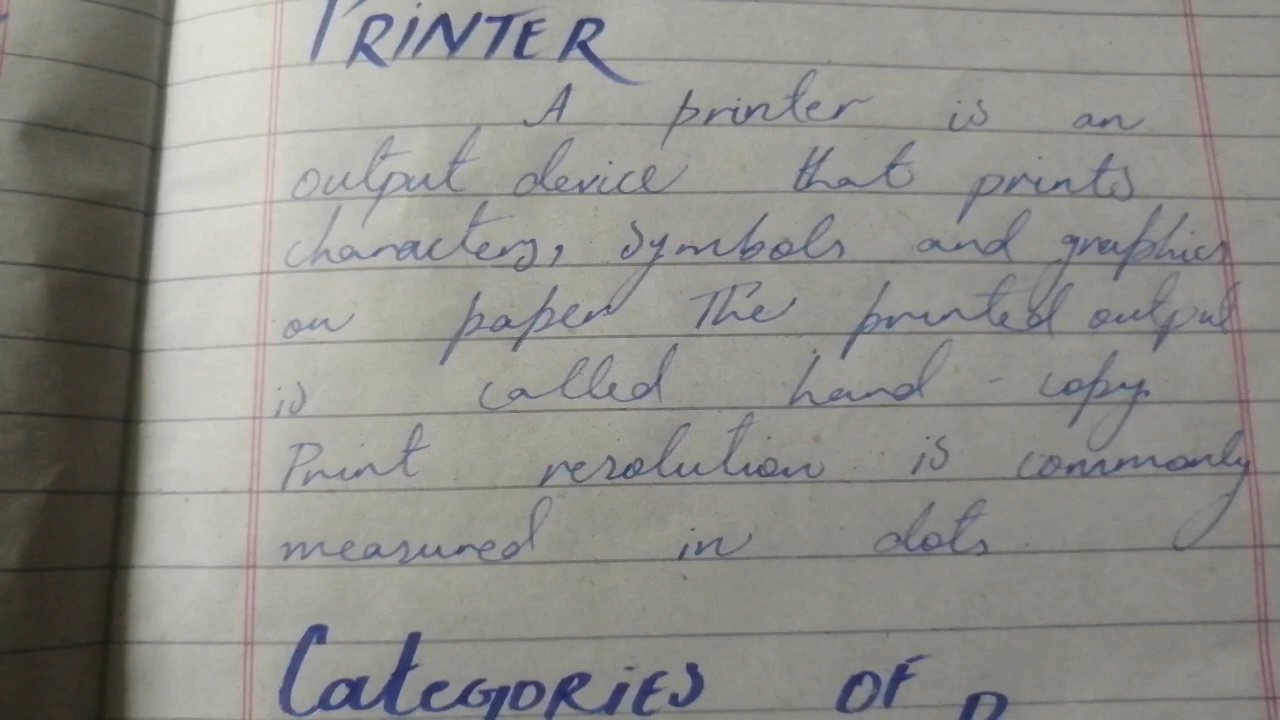 PRINTER
A printer is an
output device that prints
characters, symbols and graphics
on paper The printed output
is called hard-copy.
Print resolution is commonly
measured in dots
CATEGORIES OF